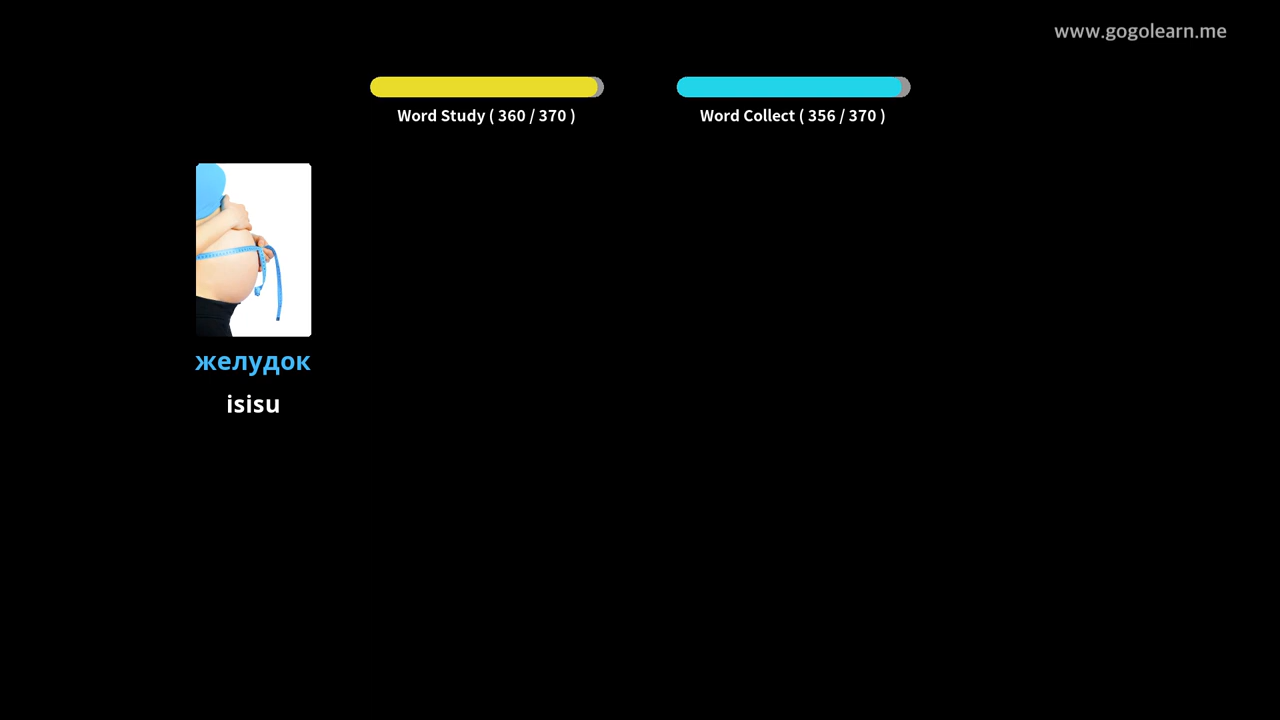 www.gogolearn.me
Word Study ( 360 / 370 )
Word Collect ( 356 / 370 )
желудок
isisu